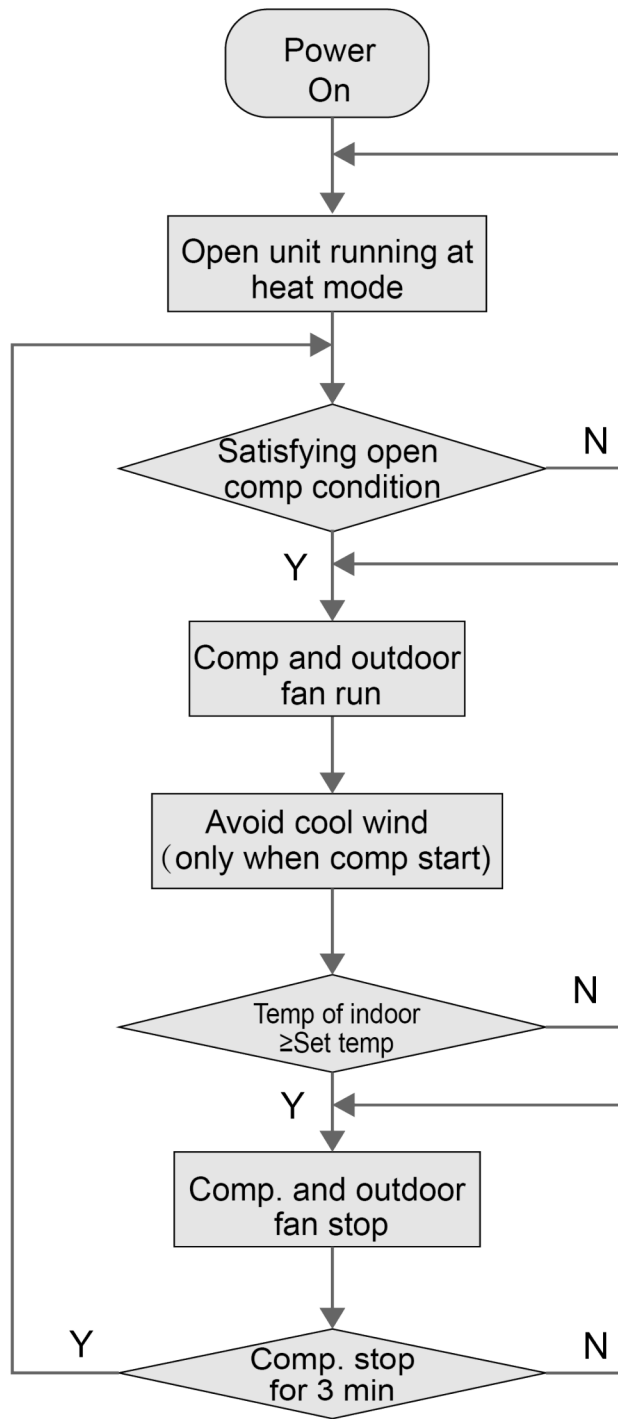 Power
On
Open unit running at
heat mode
Satisfying open
comp condition
N
Y
Comp and outdoor
fan run
Avoid cool wind
（only when comp start)
Temp of indoor
≥Set temp
N
Y
Comp. and outdoor
fan stop
Y
Comp. stop
for 3 min
N